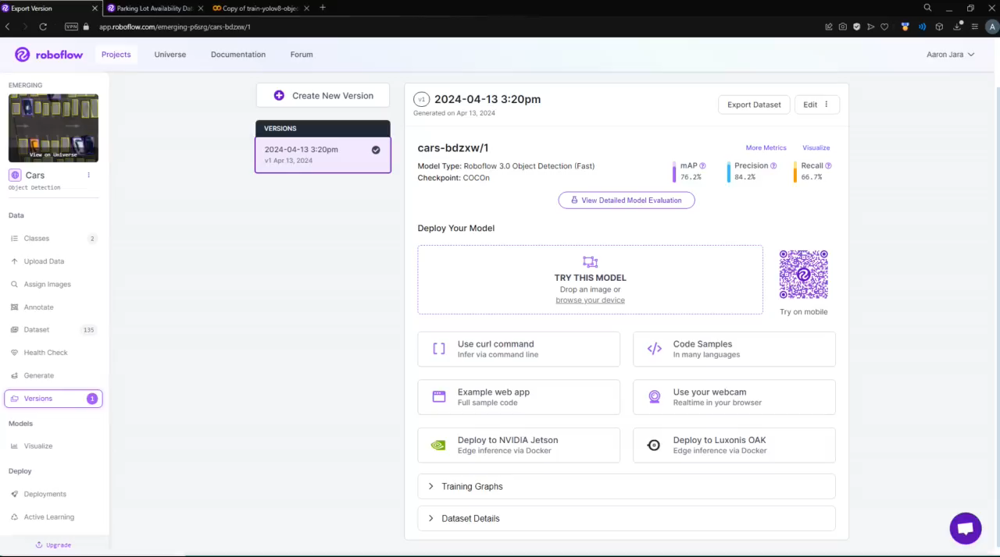 Export Version
Parking Lot Availability Dat
Copy of train-yolov8-objec
VPN
app.roboflow.com/emerging-p6srg/cars-bdzxw/1
A
roboflow
Projects
Universe
Documentation
Forum
Aaron Jara
EMERGING
View on Universe
Cars
Object Detection
Data
Classes
2
Upload Data
Assign Images
Annotate
Dataset
135
Health Check
Generate
Versions
1
Models
Visualize
Deploy
Deployments
Active Learning
Upgrade
Create New Version
VERSIONS
2024-04-13 3:20pm
v1 Apr 13, 2024
v1
2024-04-13 3:20pm
Generated on Apr 13, 2024
Export Dataset
Edit
cars-bdzxw/1
More Metrics
Visualize
Model Type: Roboflow 3.0 Object Detection (Fast)
Checkpoint: COCOn
mAP
76.2%
Precision
84.2%
Recall
66.7%
View Detailed Model Evaluation
Deploy Your Model
TRY THIS MODEL
Drop an image or
browse your device
Try on mobile
Use curl command
Infer via command line
Code Samples
In many languages
Example web app
Full sample code
Use your webcam
Realtime in your browser
Deploy to NVIDIA Jetson
Edge inference via Docker
Deploy to Luxonis OAK
Edge inference via Docker
Training Graphs
Dataset Details